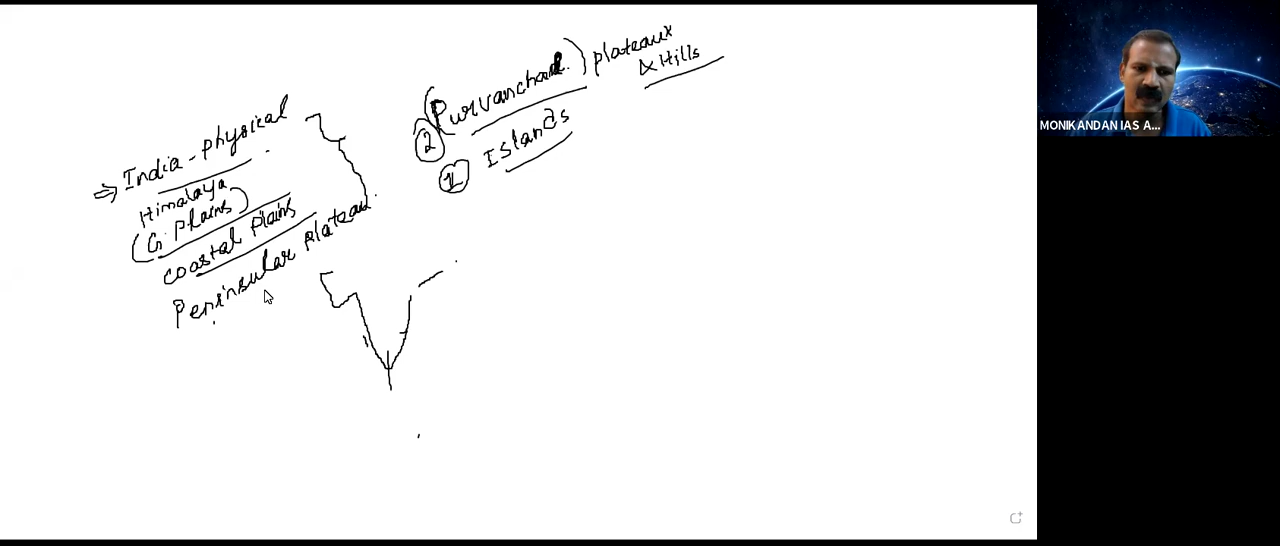 ⇒ India - physical
Himalaya
(G. Plains)
coastal Plains
Peninsular plateau
② (Purvanchal) plateaux
& Hills
① Islands
MONIKANDAN IAS A...